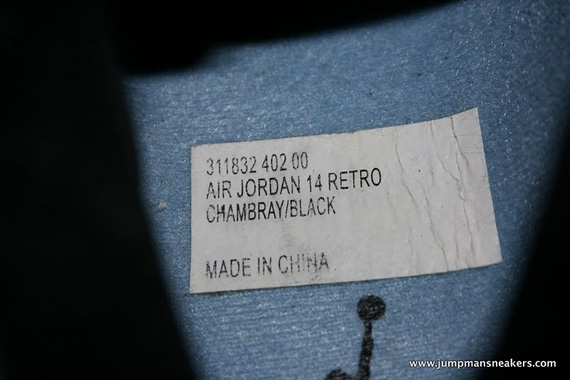 311832 402 00
AIR JORDAN 14 RETRO
CHAMBRAY/BLACK
MADE IN CHINA
www.jumpmansneakers.com